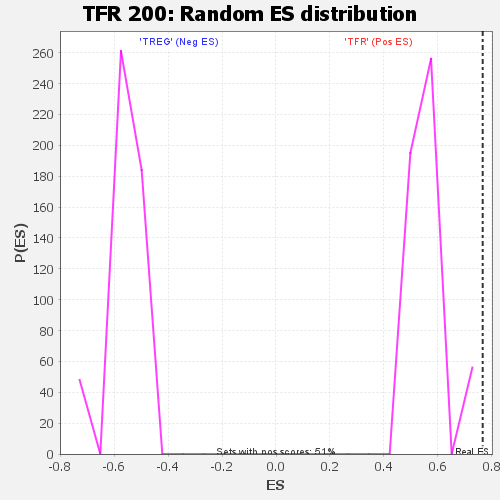 TFR 200: Random ES distribution
'TREG' (Neg ES)
'TFR' (Pos ES)
260
240
220
200
180
160
140
120
100
80
60
40
20
0
P(ES)
Sets with pos scores: 51%
Real ES
-0.8 -0.6 -0.4 -0.2 0.0 0.2 0.4 0.6 0.8
ES